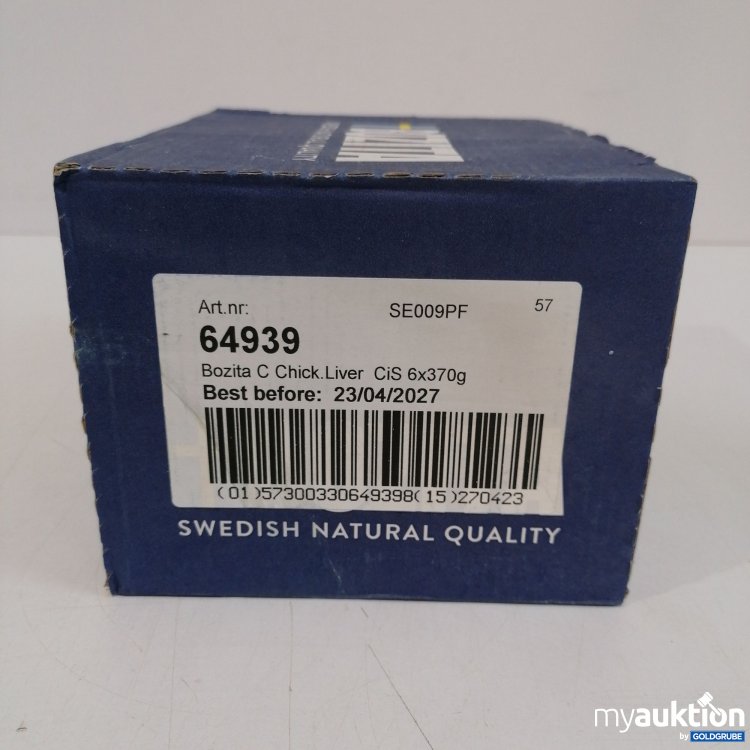 Art.nr: SE009PF 57
64939
Bozita C Chick.Liver CiS 6x370g
Best before: 23/04/2027
(01)57300330649398(15)270423
SWEDISH NATURAL QUALITY
myauktion
by GOLDGRUBE